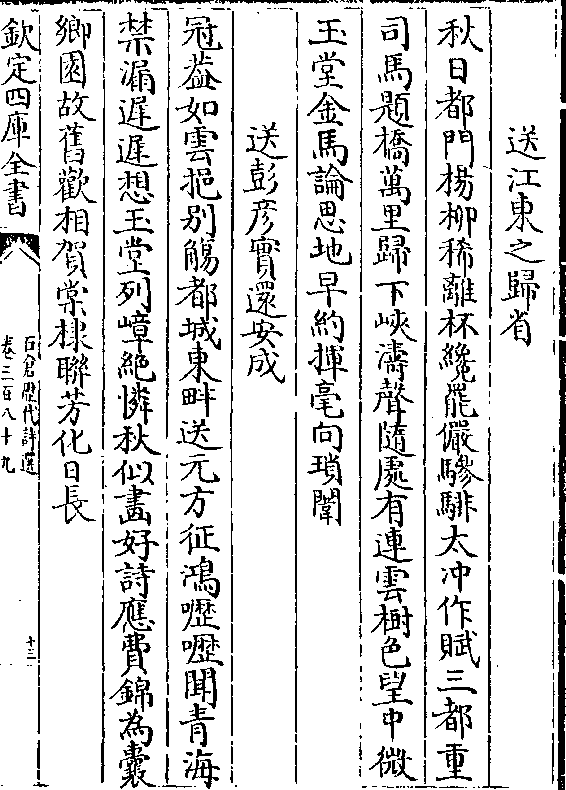 送江東之歸省
秋日都門楊柳稀離杯纔罷儼驂騑太冲作賦三都重
司馬題橋萬里歸下峽濤聲隨處有連雲樹色望中微
玉堂金馬論思地早約揮毫向瑣闈
送彭彦實還安成
冠葢如雲挹别觴都城東畔送元方征鴻嚦嚦聞青海
禁漏遲遲想玉堂列嶂絶憐秋似畫好詩應費錦為囊
鄉園故舊歡相賀棠棣聨芳化日長
欽定四庫全書
石倉歴代詩選
卷三百八十九
十三